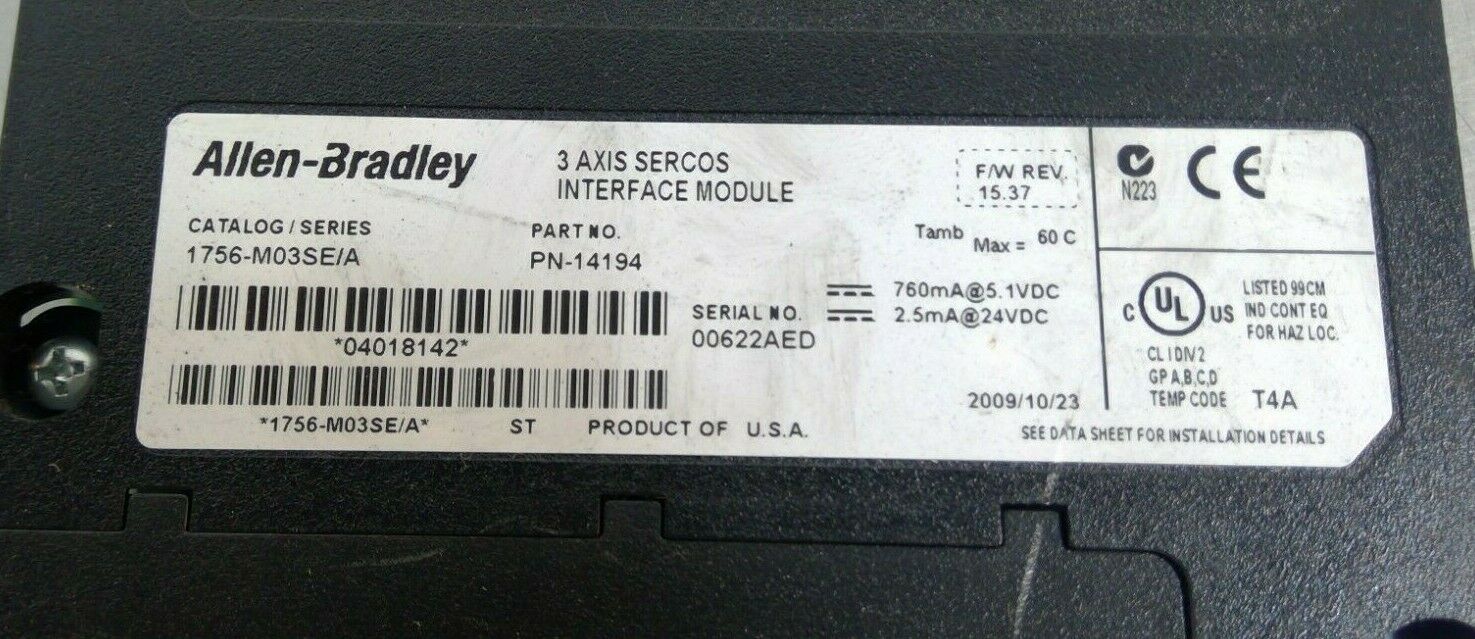 Allen-Bradley
3 AXIS SERCOS
INTERFACE MODULE
F/W REV.
15.37
CATALOG / SERIES
1756-M03SE/A
PART NO.
PN-14194
Tamb Max = 60 C
*04018142*
SERIAL NO.
00622AED
760mA@5.1VDC
2.5mA@24VDC
*1756-M03SE/A*
ST
PRODUCT OF U.S.A.
2009/10/23
N223
CE
C UL US
LISTED 99CM
IND CONT EQ
FOR HAZ LOC.
CL I DIV 2
GP A,B,C,D
TEMP CODE T4A
SEE DATA SHEET FOR INSTALLATION DETAILS